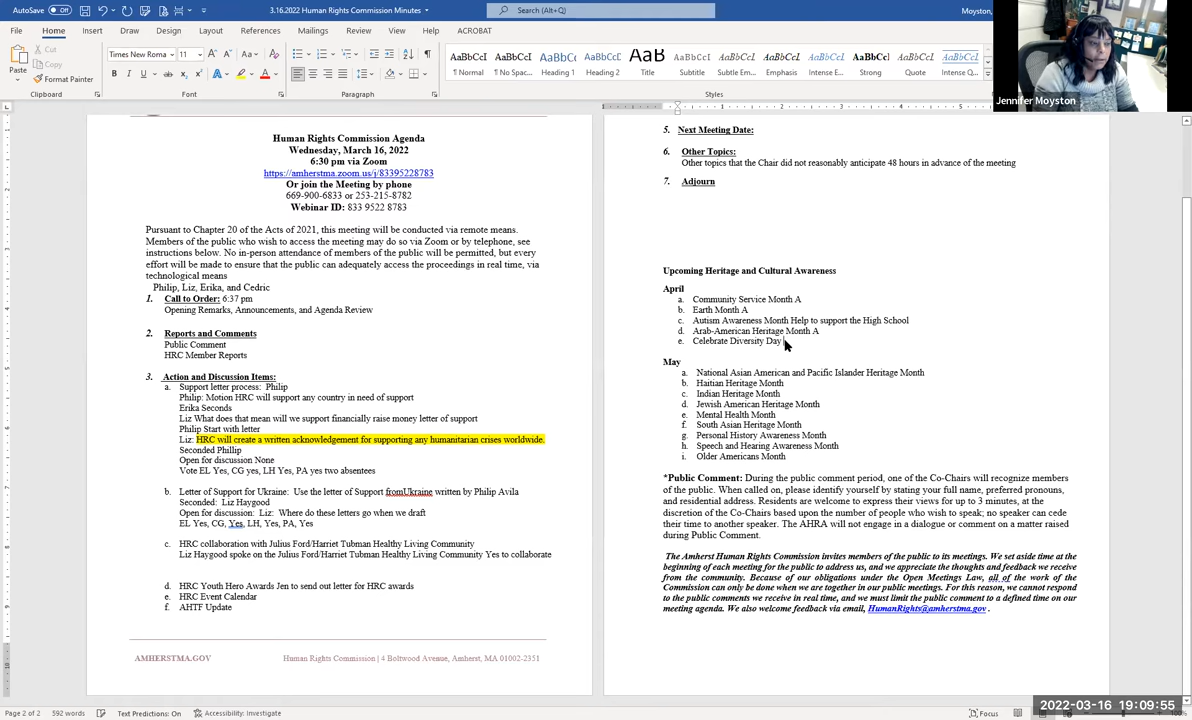 AutoSave Off
3.16.2022 Human Rights Commission Minutes
Search (Alt+Q)
Moyston,
File Home Insert Draw Design Layout References Mailings Review View Help ACROBAT
Paste
Cut
Copy
Format Painter
Clipboard
Times New Roma 11
Font
Paragraph
AaBbCcI AaBbCcI AaBbC AaBbCc AaB AaBbCcI AaBbCcI AaBbCcI AaBbCcI AaBbCcI AaBbCcI AaBbCcI
¶ Normal ¶ No Spac... Heading 1 Heading 2 Title Subtitle Subtle Em... Emphasis Intense E... Strong Quote Intense Q...
Styles
Jennifer Moyston
Human Rights Commission Agenda
Wednesday, March 16, 2022
6:30 pm via Zoom
https://amherstma.zoom.us/j/83395228783
Or join the Meeting by phone
669-900-6833 or 253-215-8782
Webinar ID: 833 9522 8783
Pursuant to Chapter 20 of the Acts of 2021, this meeting will be conducted via remote means.
Members of the public who wish to access the meeting may do so via Zoom or by telephone, see
instructions below. No in-person attendance of members of the public will be permitted, but every
effort will be made to ensure that the public can adequately access the proceedings in real time, via
technological means
Philip, Liz, Erika, and Cedric
1. Call to Order: 6:37 pm
Opening Remarks, Announcements, and Agenda Review
2. Reports and Comments
Public Comment
HRC Member Reports
3. Action and Discussion Items:
a. Support letter process: Philip
Philip: Motion HRC will support any country in need of support
Erika Seconds
Liz What does that mean will we support financially raise money letter of support
Philip Start with letter
Liz: HRC will create a written acknowledgement for supporting any humanitarian crises worldwide.
Seconded Phillip
Open for discussion None
Vote EL Yes, CG yes, LH Yes, PA yes two absentees
b. Letter of Support for Ukraine: Use the letter of Support fromUkraine written by Philip Avila
Seconded: Liz Haygood
Open for discussion: Liz: Where do these letters go when we draft
EL Yes, CG, Yes, LH, Yes, PA, Yes
c. HRC collaboration with Julius Ford/Harriet Tubman Healthy Living Community
Liz Haygood spoke on the Julius Ford/Harriet Tubman Healthy Living Community Yes to collaborate
d. HRC Youth Hero Awards Jen to send out letter for HRC awards
e. HRC Event Calendar
f. AHTF Update
AMHERSTMA.GOV Human Rights Commission | 4 Boltwood Avenue, Amherst, MA 01002-2351
5. Next Meeting Date:
6. Other Topics:
Other topics that the Chair did not reasonably anticipate 48 hours in advance of the meeting
7. Adjourn
Upcoming Heritage and Cultural Awareness
April
a. Community Service Month A
b. Earth Month A
c. Autism Awareness Month Help to support the High School
d. Arab-American Heritage Month A
e. Celebrate Diversity Day
May
a. National Asian American and Pacific Islander Heritage Month
b. Haitian Heritage Month
c. Indian Heritage Month
d. Jewish American Heritage Month
e. Mental Health Month
f. South Asian Heritage Month
g. Personal History Awareness Month
h. Speech and Hearing Awareness Month
i. Older Americans Month
*Public Comment: During the public comment period, one of the Co-Chairs will recognize members
of the public. When called on, please identify yourself by stating your full name, preferred pronouns,
and residential address. Residents are welcome to express their views for up to 3 minutes, at the
discretion of the Co-Chairs based upon the number of people who wish to speak; no speaker can cede
their time to another speaker. The AHRA will not engage in a dialogue or comment on a matter raised
during Public Comment.
The Amherst Human Rights Commission invites members of the public to its meetings. We set aside time at the
beginning of each meeting for the public to address us, and we appreciate the thoughts and feedback we receive
from the community. Because of our obligations under the Open Meetings Law, all of the work of the
Commission can only be done when we are together in our public meetings. For this reason, we cannot respond
to the public comments we receive in real time, and we must limit the public comment to a defined time on our
meeting agenda. We also welcome feedback via email, HumanRights@amherstma.gov .
Page 2 of 2 592 words Text Predictions: On Accessibility: Investigate Focus
2022-03-16 19:09:55